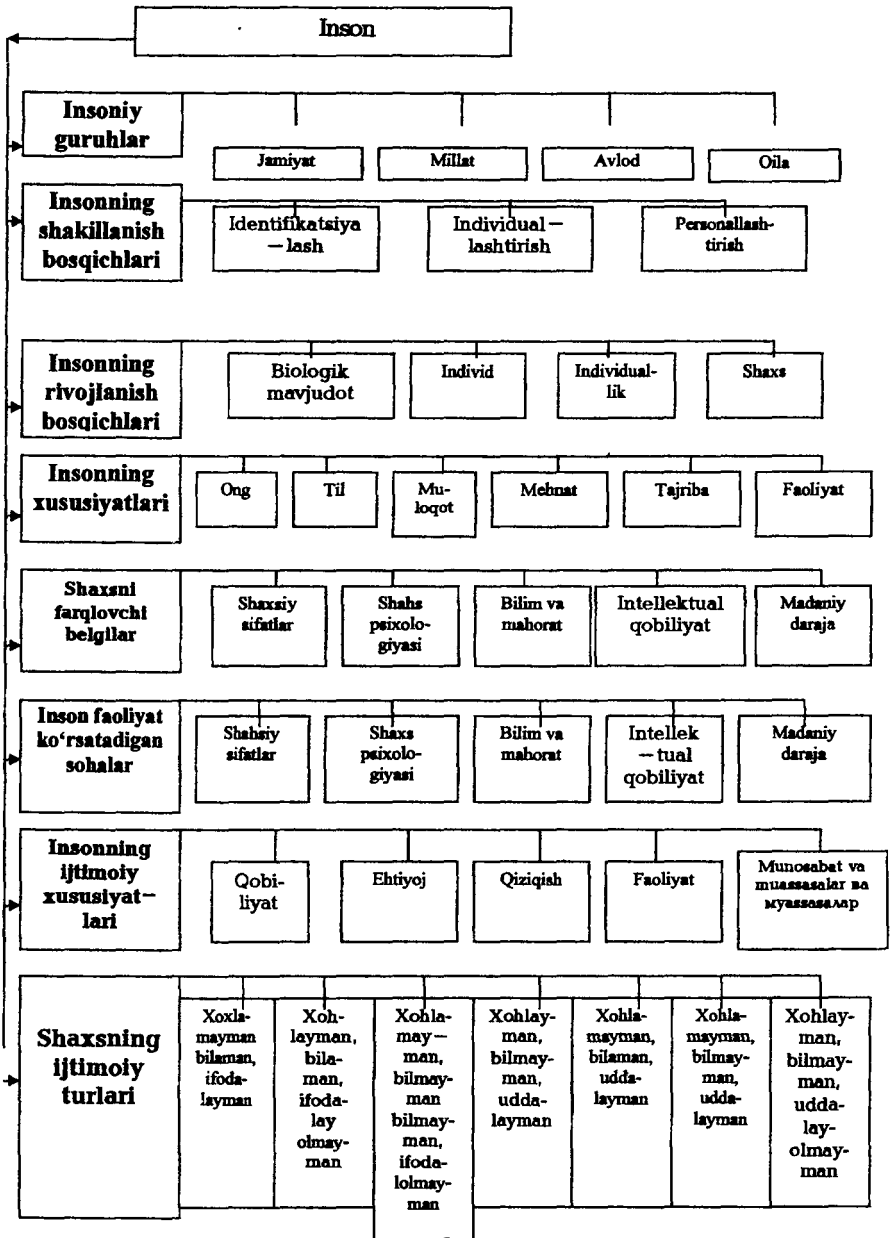 Inson
Insoniy
guruhlar
Jamiyat
Millat
Avlod
Oila
Insonning
shakillanish
bosqichlari
Identifikatsiya
—lash
Individual—
lashtirish
Personallash-
tirish
Insonning
rivojlanish
bosqichlari
Biologik
mavjudot
Individ
Individual-
lik
Shaxs
Insonning
xususiyatlari
Ong
Til
Mu-
loqot
Mehnat
Tajriba
Faoliyat
Shaxsni
farqlovchi
belgilar
Shaxsiy
sifatlar
Shahs
psixolo-
giyasi
Bilim va
mahorat
Intellektual
qobiliyat
Madaniy
daraja
Inson faoliyat
ko‘rsatadigan
sohalar
Shahsiy
sifatlar
Shaxs
psixolo-
giyasi
Bilim va
mahorat
Intellek
—tual
qobiliyat
Madaniy
daraja
Insonning
ijtimoiy
xususiyat—
lari
Qobi-
liyat
Ehtiyoj
Qiziqish
Faoliyat
Munosabat va
muassasalar ва
муассасалар
Shaxsning
ijtimoiy
turlari
Xoxla-
mayman
bilaman,
ifoda-
layman
Xoh-
layman,
bila-
man,
ifoda-
lay
olmay-
man
Xohla-
may—
man,
bilmay-
man
bilmay-
man,
ifoda-
lolmay-
man
Xohlay-
man,
bilmay-
man,
udda-
layman
Xohla-
mayman,
bilaman,
udda-
layman
Xohla-
mayman,
bilmay-
man,
udda-
layman
Xohlay-
man,
bilmay-
man,
udda-
lay-
olmay-
man